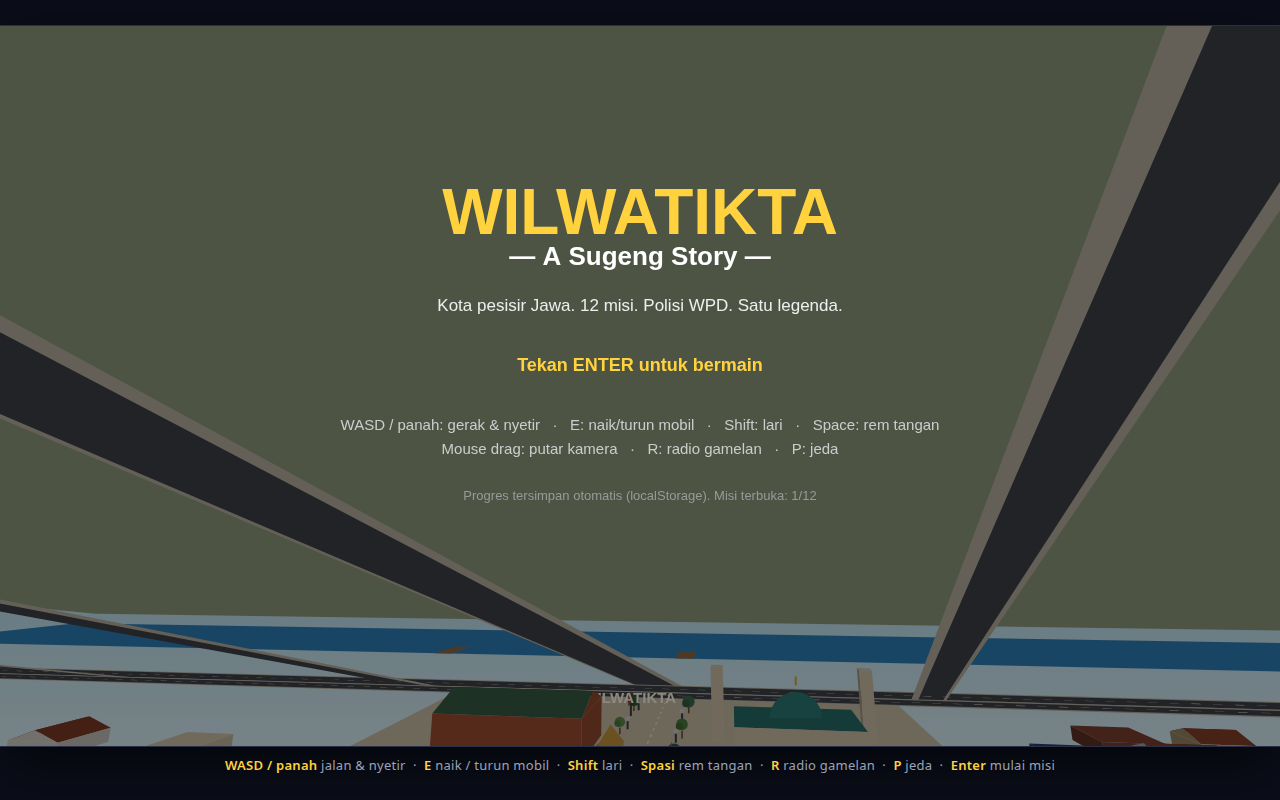 WILWATIKTA
— A Sugeng Story —
Kota pesisir Jawa. 12 misi. Polisi WPD. Satu legenda.
Tekan ENTER untuk bermain
WASD / panah: gerak & nyetir · E: naik/turun mobil · Shift: lari · Space: rem tangan
Mouse drag: putar kamera · R: radio gamelan · P: jeda
Progres tersimpan otomatis (localStorage). Misi terbuka: 1/12
LWATIKTA
WASD / panah jalan & nyetir · E naik / turun mobil · Shift lari · Spasi rem tangan · R radio gamelan · P jeda · Enter mulai misi